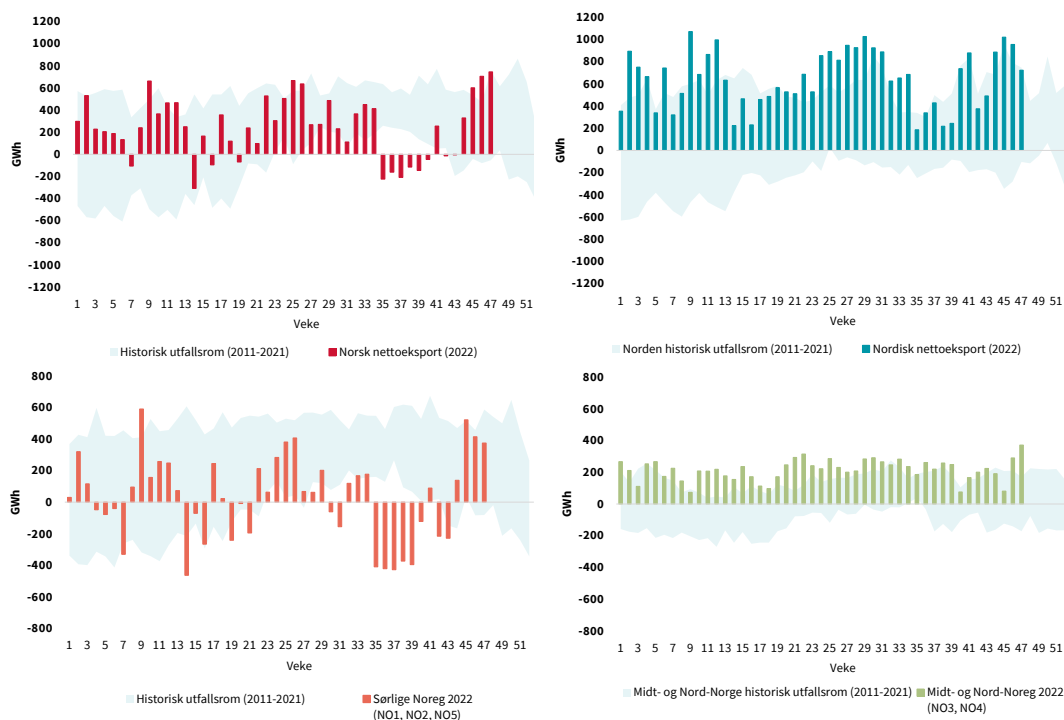 1200
1000
800
600
400
200
0
-200
-400
-600
-800
-1000
-1200
GWh
1 3 5 7 9 11 13 15 17 19 21 23 25 27 29 31 33 35 37 39 41 43 45 47 49 51
Veke
Historisk utfallsrom (2011-2021) Norsk nettoeksport (2022)
1200
1000
800
600
400
200
0
-200
-400
-600
-800
-1000
-1200
GWh
1 3 5 7 9 11 13 15 17 19 21 23 25 27 29 31 33 35 37 39 41 43 45 47 49 51
Veke
Norden historisk utfallsrom (2011-2021) Nordisk nettoeksport (2022)
800
600
400
200
0
-200
-400
-600
-800
GWh
1 3 5 7 9 11 13 15 17 19 21 23 25 27 29 31 33 35 37 39 41 43 45 47 49 51
Veke
Historisk utfallsrom (2011-2021) Sørlige Noreg 2022
(NO1, NO2, NO5)
800
600
400
200
0
-200
-400
-600
-800
GWh
1 3 5 7 9 11 13 15 17 19 21 23 25 27 29 31 33 35 37 39 41 43 45 47 49 51
Veke
Midt- og Nord-Norge historisk utfallsrom (2011-2021) Midt- og Nord-Noreg 2022
(NO3, NO4)